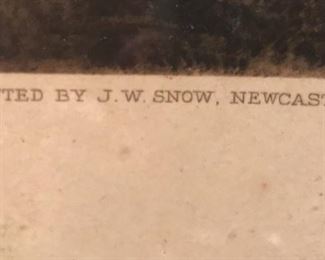 TED BY J.W. SNOW, NEWCAST